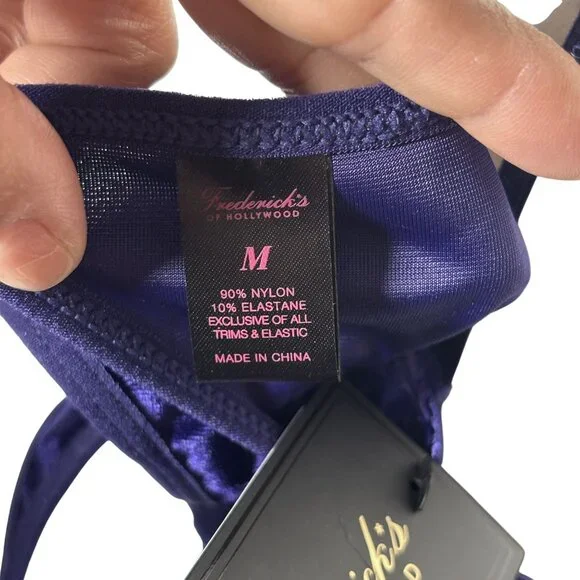 Frederick's
OF HOLLYWOOD
M
90% NYLON
10% ELASTANE
EXCLUSIVE OF ALL
TRIMS & ELASTIC
MADE IN CHINA